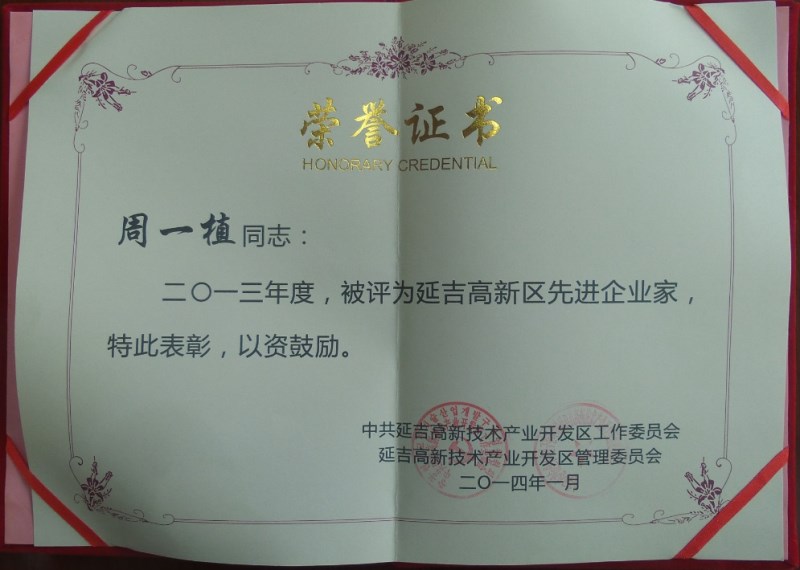 荣誉证书
HONORARY CREDENTIAL
周一植同志：
二〇一三年度，被评为延吉高新区先进企业家，
特此表彰，以资鼓励。
中共延吉高新技术产业开发区工作委员会
延吉高新技术产业开发区管理委员会
二〇一四年一月